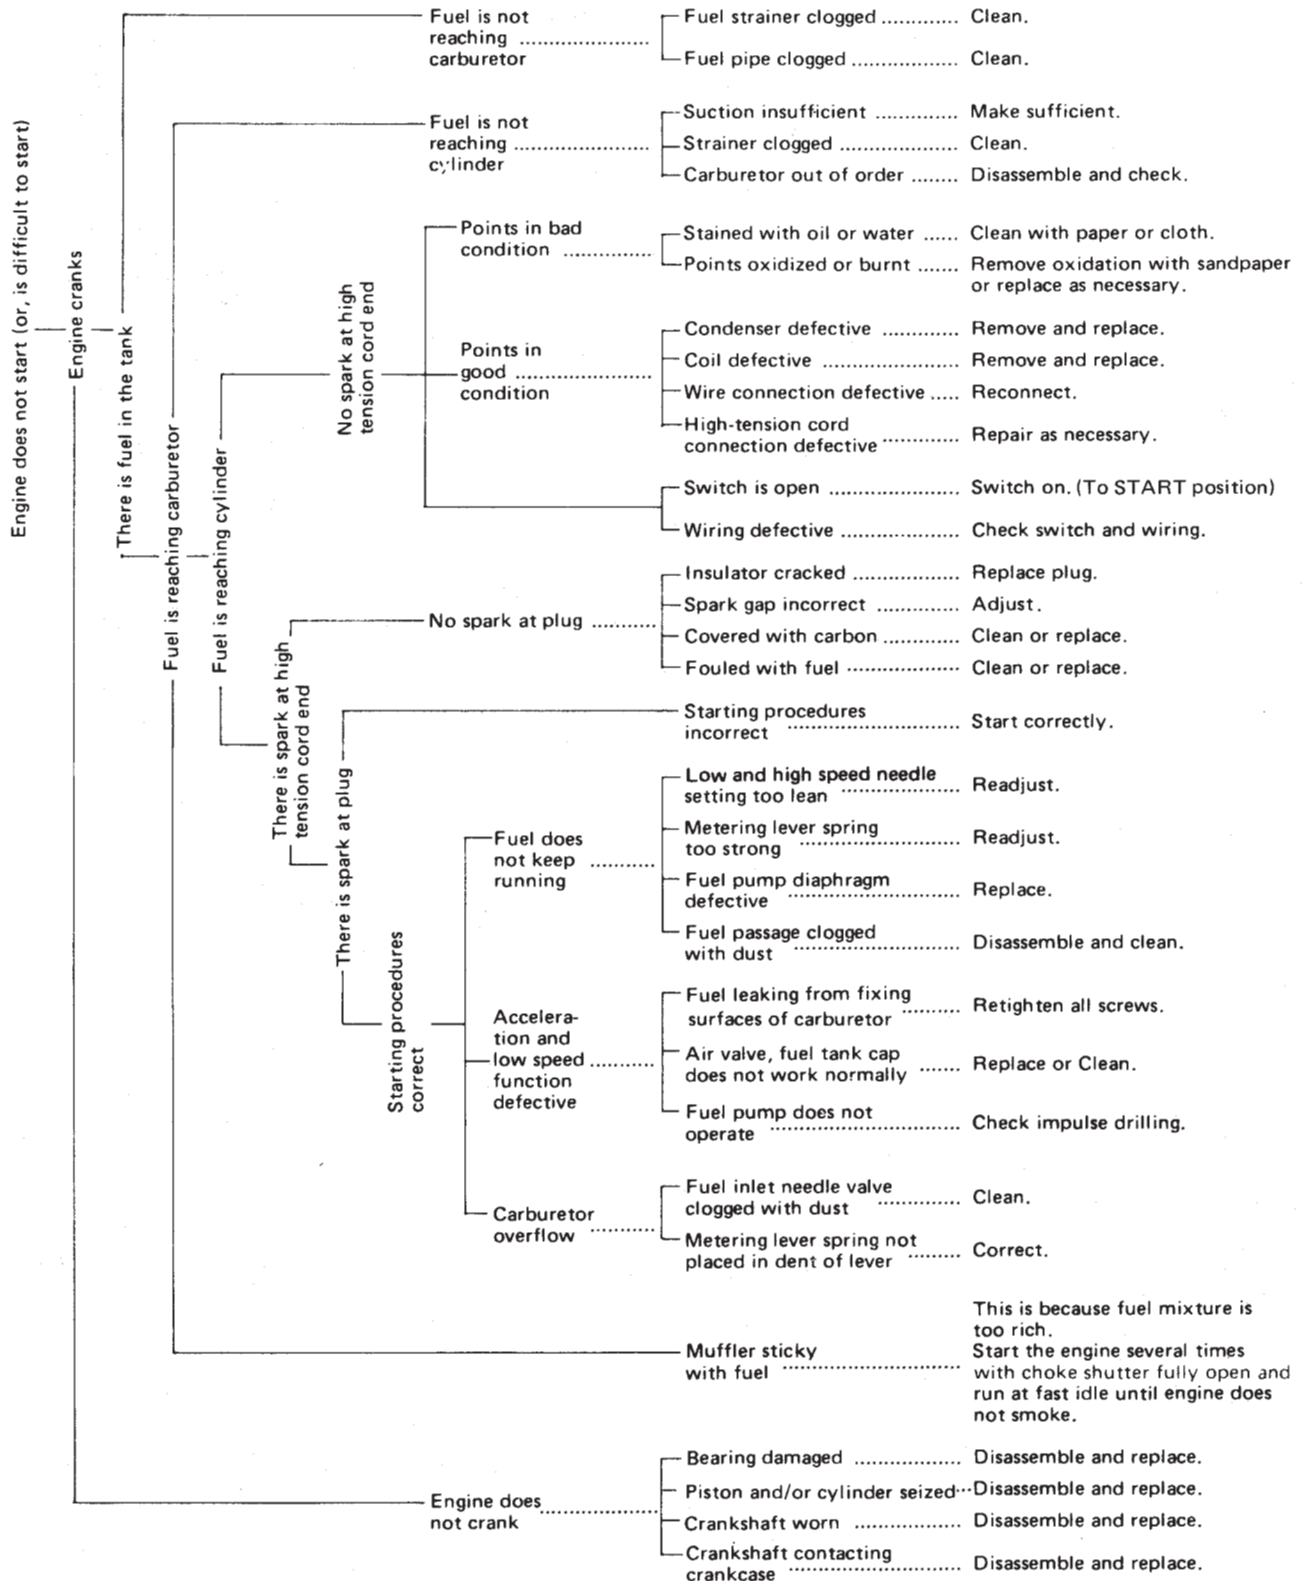 Engine does not start (or, is difficult to start)
Engine cranks
There is fuel in the tank
Fuel is reaching carburetor
Fuel is reaching cylinder
No spark at high
tension cord end
There is spark at high
tension cord end
There is spark at plug
Starting procedures
correct
Fuel is not
reaching
carburetor
Fuel strainer clogged ............. Clean.
Fuel pipe clogged .................. Clean.
Fuel is not
reaching
cylinder
Suction insufficient .............. Make sufficient.
Strainer clogged .................... Clean.
Carburetor out of order ........ Disassemble and check.
Points in bad
condition
Stained with oil or water ...... Clean with paper or cloth.
Points oxidized or burnt ....... Remove oxidation with sandpaper
or replace as necessary.
Points in
good
condition
Condenser defective ............. Remove and replace.
Coil defective ....................... Remove and replace.
Wire connection defective ..... Reconnect.
High-tension cord
connection defective ............. Repair as necessary.
Switch is open ...................... Switch on. (To START position)
Wiring defective .................... Check switch and wiring.
No spark at plug
Insulator cracked .................. Replace plug.
Spark gap incorrect .............. Adjust.
Covered with carbon ............. Clean or replace.
Fouled with fuel .................... Clean or replace.
Starting procedures
incorrect ............................. Start correctly.
Fuel does
not keep
running
Low and high speed needle
setting too lean .................... Readjust.
Metering lever spring
too strong ............................ Readjust.
Fuel pump diaphragm
defective ............................. Replace.
Fuel passage clogged
with dust ............................. Disassemble and clean.
Accelera-
tion and
low speed
function
defective
Fuel leaking from fixing
surfaces of carburetor .......... Retighten all screws.
Air valve, fuel tank cap
does not work normally ....... Replace or Clean.
Fuel pump does not
operate ................................ Check impulse drilling.
Carburetor
overflow
Fuel inlet needle valve
clogged with dust .............. Clean.
Metering lever spring not
placed in dent of lever ......... Correct.
Muffler sticky
with fuel
This is because fuel mixture is
too rich.
Start the engine several times
with choke shutter fully open and
run at fast idle until engine does
not smoke.
Engine does
not crank
Bearing damaged .................. Disassemble and replace.
Piston and/or cylinder seized... Disassemble and replace.
Crankshaft worn .................. Disassemble and replace.
Crankshaft contacting
crankcase ............................. Disassemble and replace.